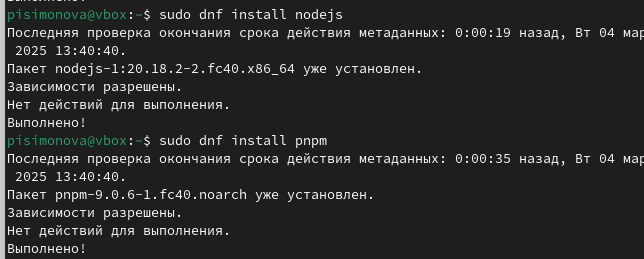 pisimonova@vbox:~$ sudo dnf install nodejs
Последняя проверка окончания срока действия метаданных: 0:00:19 назад, Вт 04 мар
2025 13:40:40.
Пакет nodejs-1:20.18.2-2.fc40.x86_64 уже установлен.
Зависимости разрешены.
Нет действий для выполнения.
Выполнено!
pisimonova@vbox:~$ sudo dnf install pnpm
Последняя проверка окончания срока действия метаданных: 0:00:35 назад, Вт 04 мар
2025 13:40:40.
Пакет pnpm-9.0.6-1.fc40.noarch уже установлен.
Зависимости разрешены.
Нет действий для выполнения.
Выполнено!